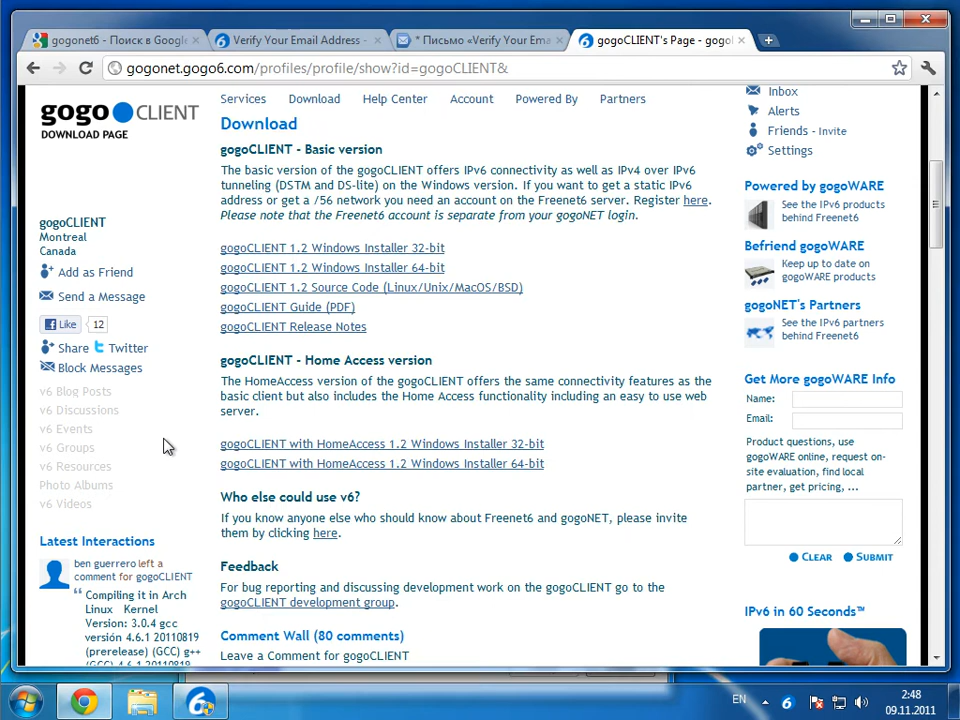 gogonet6 - Поиск в Google
Verify Your Email Address -
* Письмо «Verify Your Ema
gogoCLIENT's Page - gogo
gogonet.gogo6.com/profiles/profile/show?id=gogoCLIENT&
gogo CLIENT
DOWNLOAD PAGE
Services Download Help Center Account Powered By Partners
Download
gogoCLIENT - Basic version
The basic version of the gogoCLIENT offers IPv6 connectivity as well as IPv4 over IPv6
tunneling (DSTM and DS-lite) on the Windows version. If you want to get a static IPv6
address or get a /56 network you need an account on the Freenet6 server. Register here.
Please note that the Freenet6 account is separate from your gogoNET login.
gogoCLIENT 1.2 Windows Installer 32-bit
gogoCLIENT 1.2 Windows Installer 64-bit
gogoCLIENT 1.2 Source Code (Linux/Unix/MacOS/BSD)
gogoCLIENT Guide (PDF)
gogoCLIENT Release Notes
gogoCLIENT - Home Access version
The HomeAccess version of the gogoCLIENT offers the same connectivity features as the
basic client but also includes the Home Access functionality including an easy to use web
server.
gogoCLIENT with HomeAccess 1.2 Windows Installer 32-bit
gogoCLIENT with HomeAccess 1.2 Windows Installer 64-bit
Who else could use v6?
If you know anyone else who should know about Freenet6 and gogoNET, please invite
them by clicking here.
Feedback
For bug reporting and discussing development work on the gogoCLIENT go to the
gogoCLIENT development group.
Comment Wall (80 comments)
Leave a Comment for gogoCLIENT
gogoCLIENT
Montreal
Canada
Add as Friend
Send a Message
Like 12
Share Twitter
Block Messages
v6 Blog Posts
v6 Discussions
v6 Events
v6 Groups
v6 Resources
Photo Albums
v6 Videos
Latest Interactions
ben guerrero left a
comment for gogoCLIENT
“ Compiling it in Arch
Linux Kernel
Version: 3.0.4 gcc
versión 4.6.1 20110819
(prerelease) (GCC) g++
(GCC) 4.6.1 20110819
Inbox
Alerts
Friends - Invite
Settings
Powered by gogoWARE
See the IPv6 products
behind Freenet6
Befriend gogoWARE
Keep up to date on
gogoWARE products
gogoNET's Partners
See the IPv6 partners
behind Freenet6
Get More gogoWARE Info
Name:
Email:
Product questions, use
gogoWARE online, request on-
site evaluation, find local
partner, get pricing, ...
CLEAR SUBMIT
IPv6 in 60 Seconds™
EN
2:48
09.11.2011